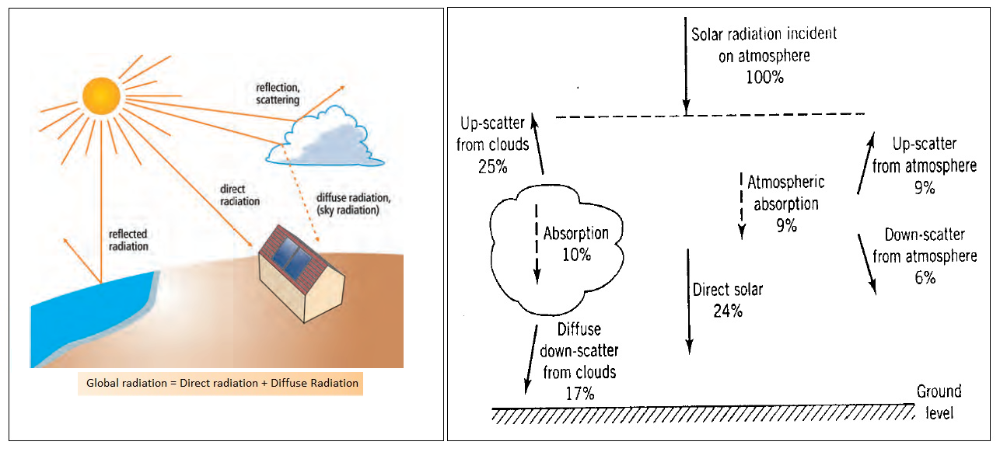 reflection,
scattering
direct
radiation
diffuse radiation,
(sky radiation)
reflected
radiation
Global radiation = Direct radiation + Diffuse Radiation
Solar radiation incident
on atmosphere
100%
Up-scatter
from clouds
25%
Up-scatter
from atmosphere
9%
Atmospheric
absorption
9%
Absorption
10%
Down-scatter
from atmosphere
6%
Direct solar
24%
Diffuse
down-scatter
from clouds
17%
Ground
level